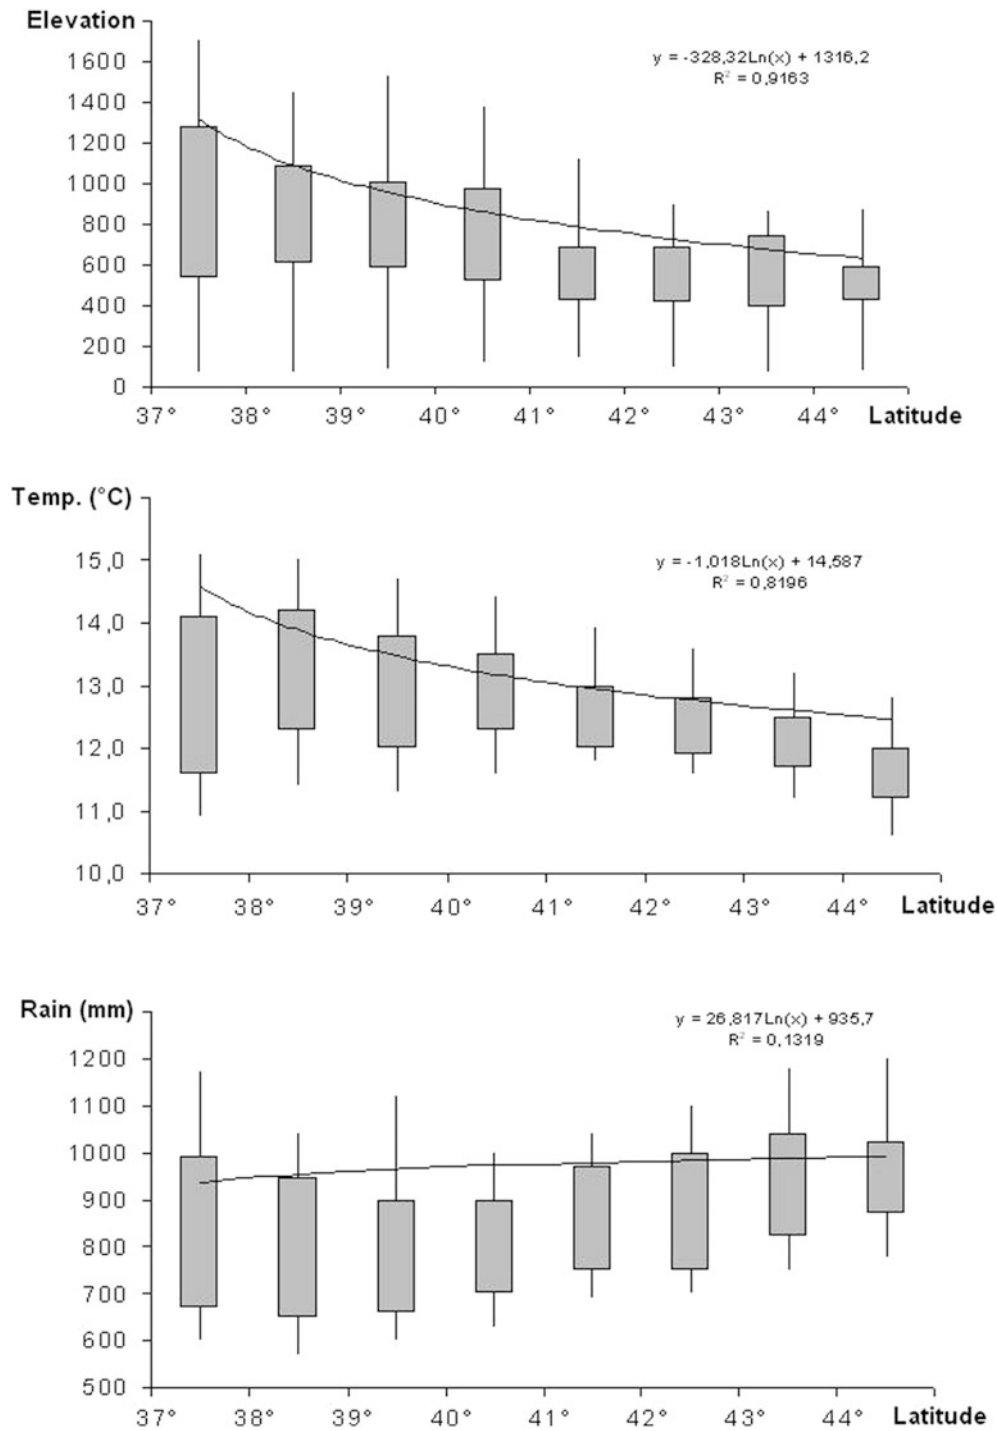 Elevation
y = -328,32Ln(x) + 1316,2
R² = 0,9163
1600
1400
1200
1000
800
600
400
200
0
37° 38° 39° 40° 41° 42° 43° 44° Latitude
Temp. (°C)
y = -1,018Ln(x) + 14,587
R² = 0,8196
15,0
14,0
13,0
12,0
11,0
10,0
37° 38° 39° 40° 41° 42° 43° 44° Latitude
Rain (mm)
y = 26,817Ln(x) + 935,7
R² = 0,1319
1200
1100
1000
900
800
700
600
500
37° 38° 39° 40° 41° 42° 43° 44° Latitude